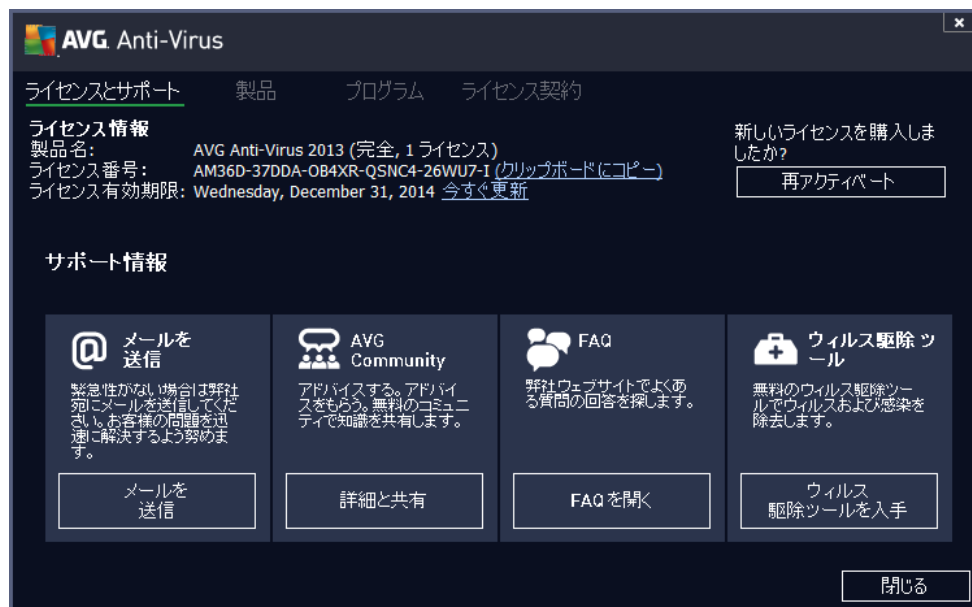 AVG. Anti-Virus
ライセンスとサポート 製品 プログラム ライセンス契約
ライセンス情報
製品名: AVG Anti-Virus 2013 (完全, 1 ライセンス)
ライセンス番号: AM36D-37DDA-OB4XR-QSNC4-26WU7-I (クリップボードにコピー)
ライセンス有効期限: Wednesday, December 31, 2014 今すぐ更新
新しいライセンスを購入しま
したか?
再アクティベート
サポート情報
メールを
送信
緊急性がない場合は弊社
宛にメールを送信してくだ
さい。お客様の問題を迅
速に解決するよう努めま
す。
メールを
送信
AVG
Community
アドバイスする。アドバイ
スをもらう。無料のコミュニ
ティで知識を共有します。
詳細と共有
FAQ
弊社ウェブサイトでよくあ
る質問の回答を探します。
FAQ を開く
ウィルス駆除 ツ
ール
無料のウィルス駆除ツー
ルでウィルスおよび感染を
除去します。
ウィルス
駆除ツールを入手
閉じる